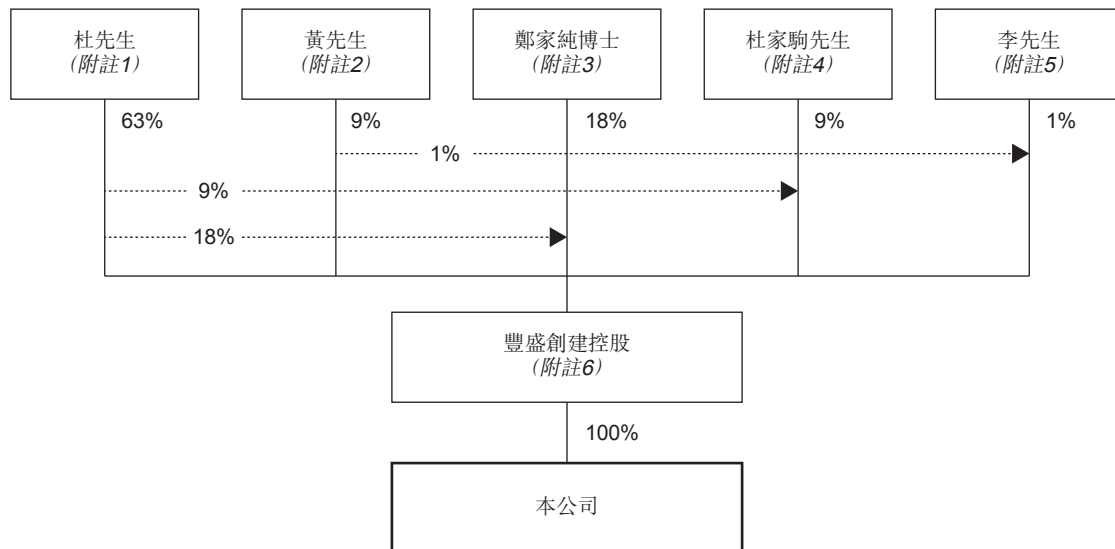 杜先生
(附註1)
黃先生
(附註2)
鄭家純博士
(附註3)
杜家駒先生
(附註4)
李先生
(附註5)
63%
9%
18%
9%
1%
1%
9%
18%
豐盛創建控股
(附註6)
100%
本公司